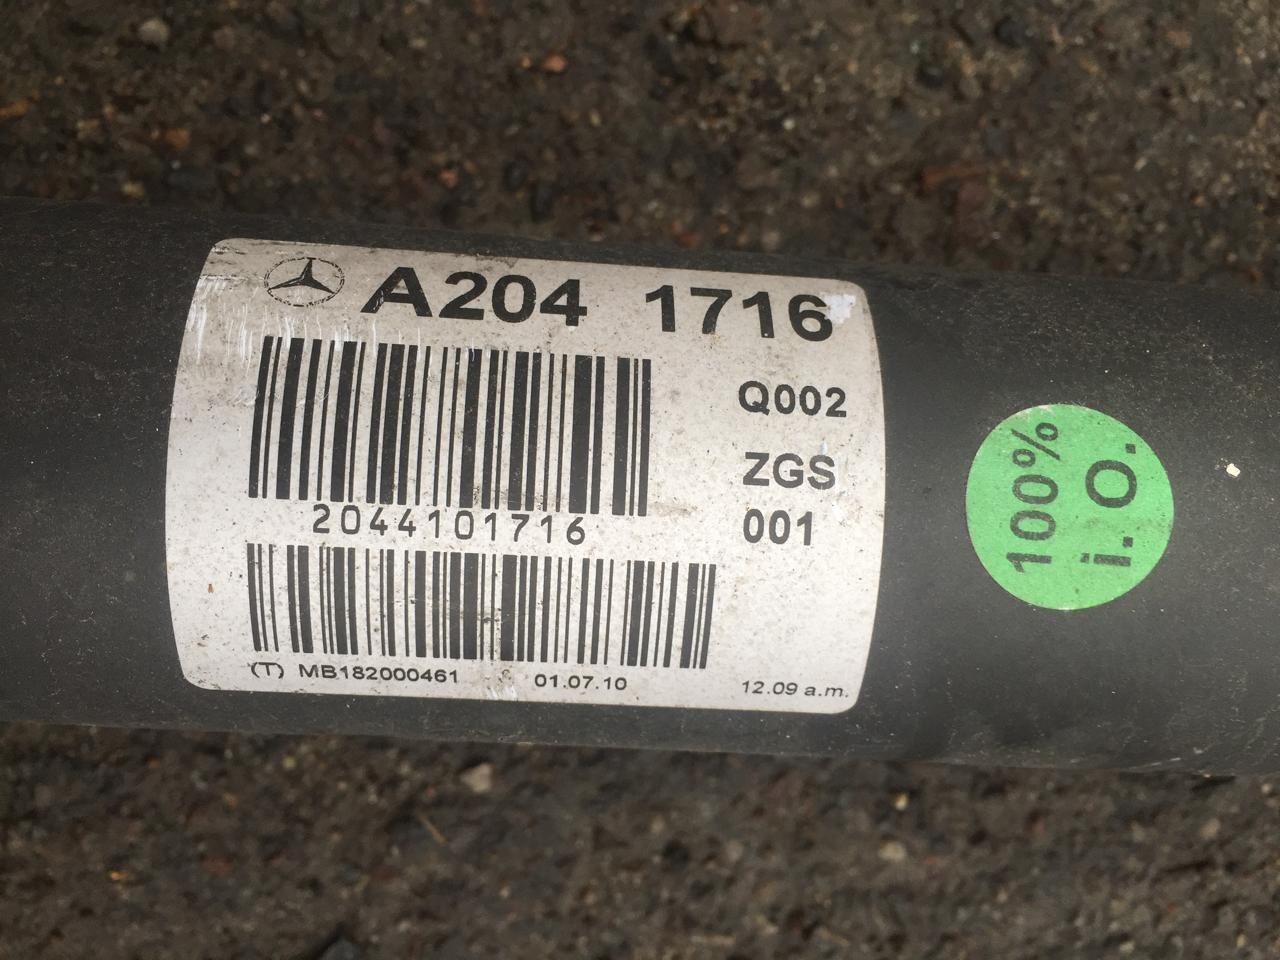 A204 1716
Q002
ZGS
001
2044101716
(T) MB182000461 01.07.10 12.09 a.m.
100%
i. O.